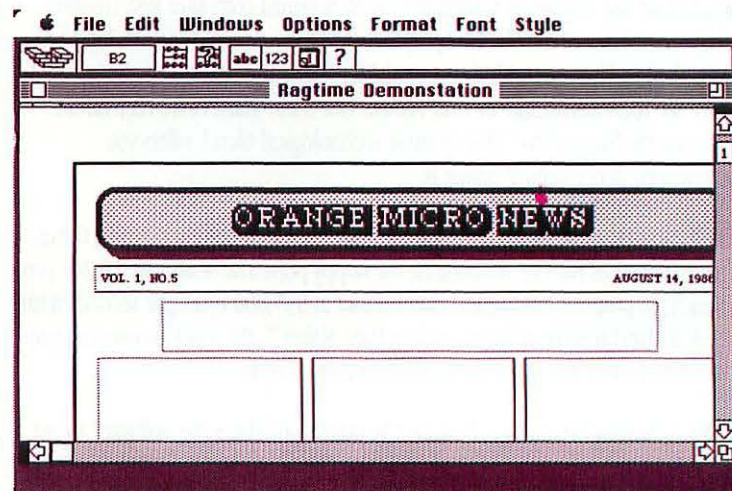 File Edit Windows Options Format Font Style
B2 abc 123 ?
Ragtime Demonstation
1
ORANGE MICRO NEWS
VOL. 1, NO.5 AUGUST 14, 1986